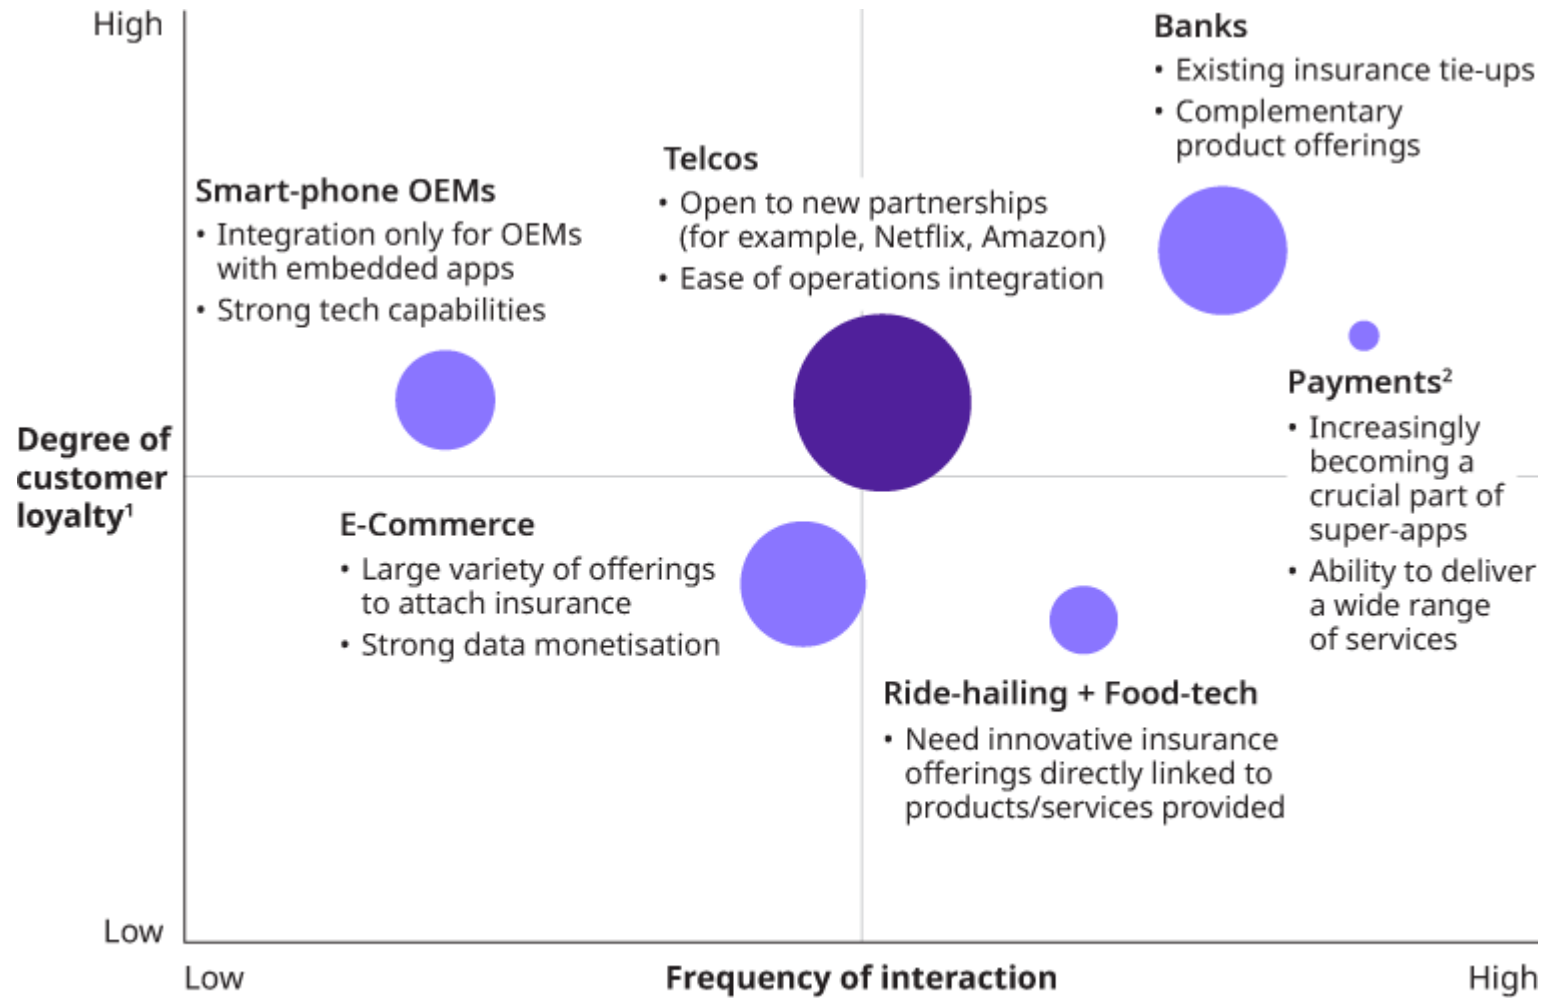 High
Banks
• Existing insurance tie-ups
• Complementary
product offerings
Telcos
• Open to new partnerships
(for example, Netflix, Amazon)
• Ease of operations integration
Smart-phone OEMs
• Integration only for OEMs
with embedded apps
• Strong tech capabilities
Payments²
• Increasingly
becoming a
crucial part of
super-apps
• Ability to deliver
a wide range
of services
Degree of
customer
loyalty¹
E-Commerce
• Large variety of offerings
to attach insurance
• Strong data monetisation
Ride-hailing + Food-tech
• Need innovative insurance
offerings directly linked to
products/services provided
Low
Low
Frequency of interaction
High